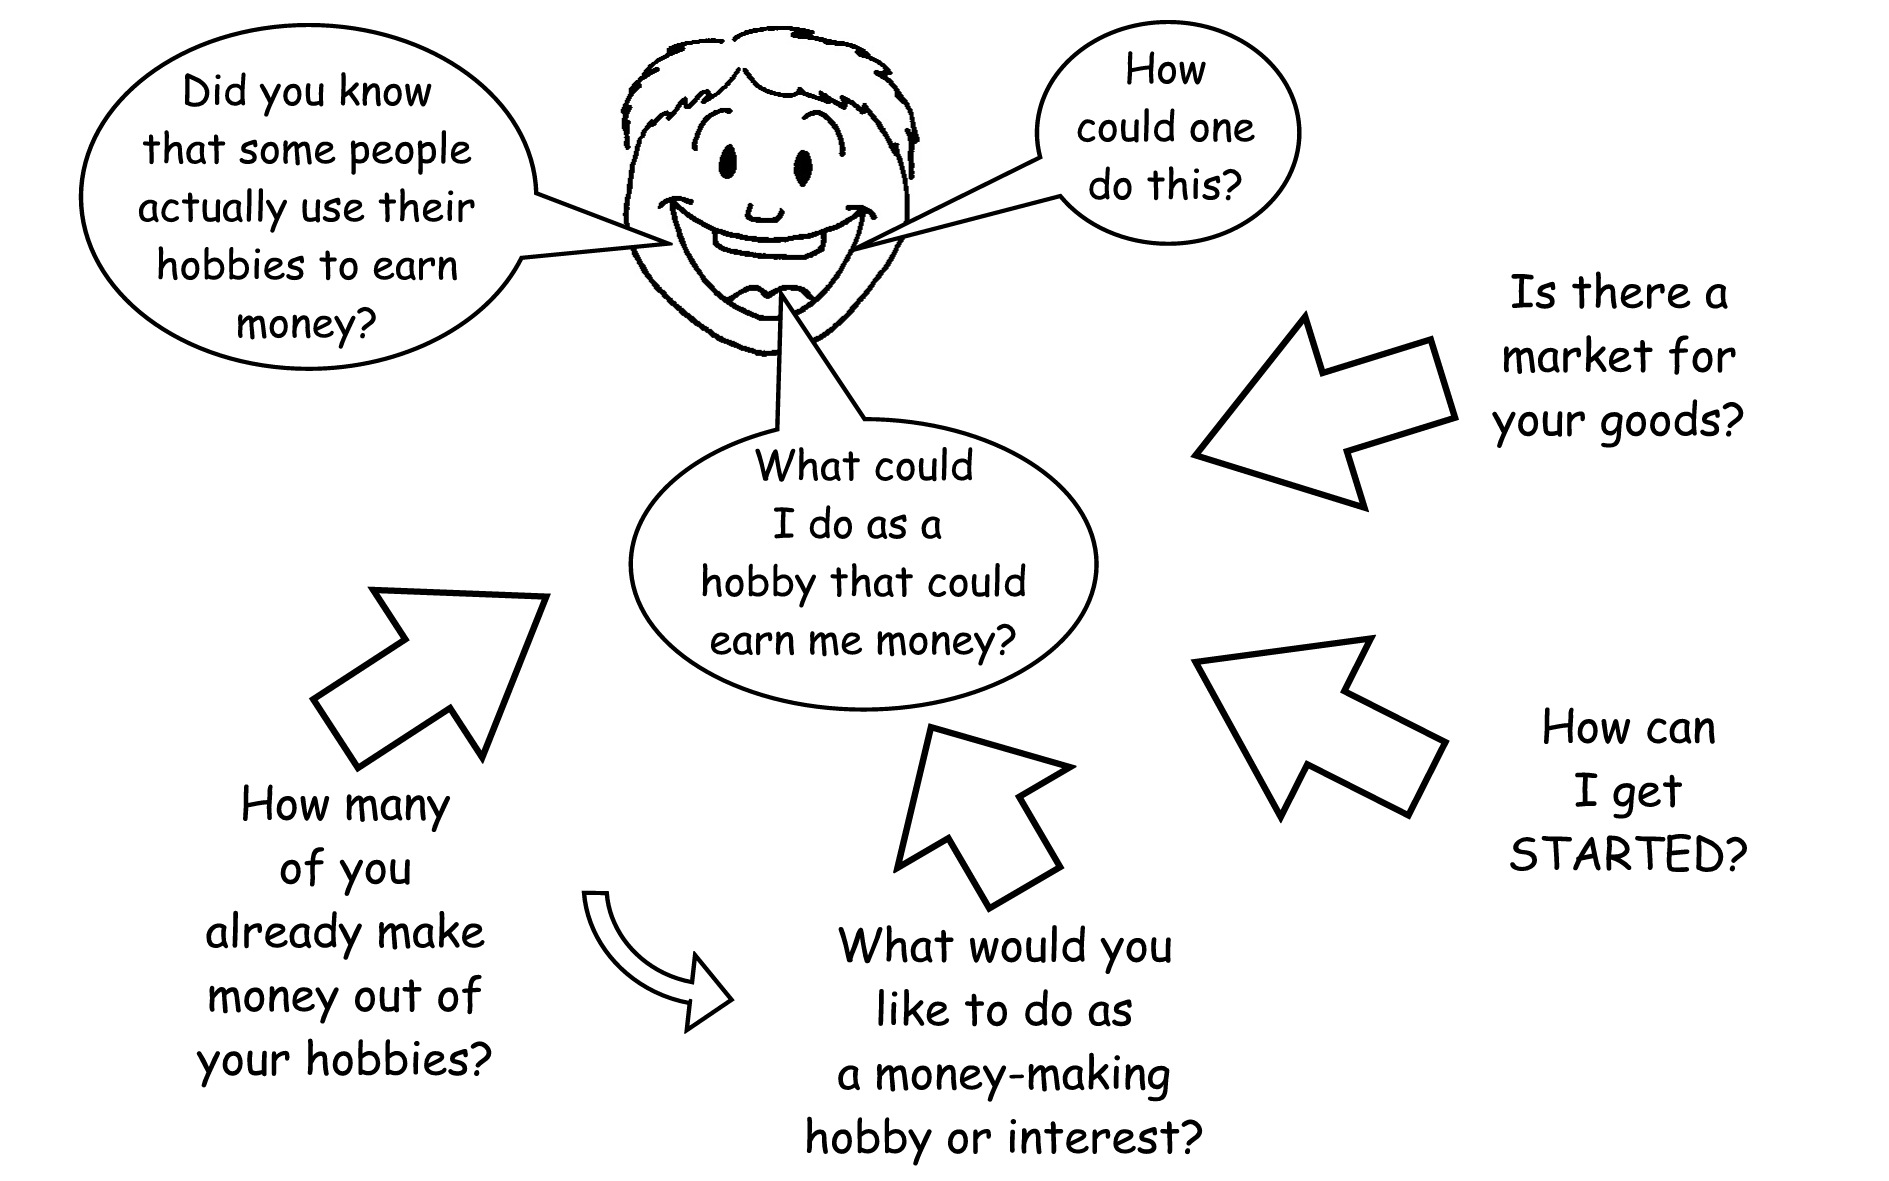 Did you know
that some people
actually use their
hobbies to earn
money?
How
could one
do this?
What could
I do as a
hobby that could
earn me money?
Is there a
market for
your goods?
How can
I get
STARTED?
How many
of you
already make
money out of
your hobbies?
What would you
like to do as
a money-making
hobby or interest?